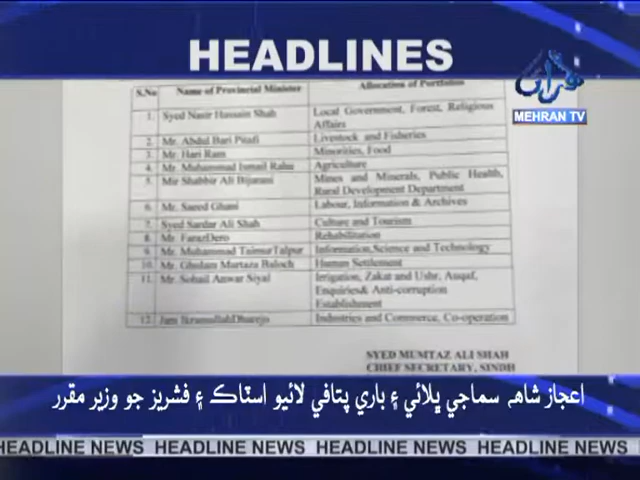 HEADLINES
مهراڻ
MEHRAN TV
S.No Name of Provincial Minister Allocation of Portfolios
1. Syed Nasir Hussain Shah Local Government, Forest, Religious Affairs
2. Mr. Abdul Bari Pitafi Livestock and Fisheries
3. Mr. Hari Ram Minorities, Food
4. Mr. Muhammad Ismail Rahu Agriculture
5. Mir Shabbir Ali Bijarani Mines and Minerals, Public Health, Rural Development Department
6. Mr. Saeed Ghani Labour, Information & Archives
7. Syed Sardar Ali Shah Culture and Tourism
8. Mr. FarazDero Rehabilitation
9. Mr. Muhammad TaimurTalpur Information,Science and Technology
10. Mr. Ghulam Murtaza Baloch Human Settlement
11. Mr. Sohail Anwar Siyal Irrigation, Zakat and Ushr, Auqaf, Enquiries& Anti-corruption Establishment
12. Jam IkramullahDharejo Industries and Commerce, Co-operation
SYED MUMTAZ ALI SHAH
CHIEF SECRETARY, SINDH
اعجاز شاهه سماجي ڀلائي ۽ باري پتافي لائيو اسٽاڪ ۽ فشريز جو وزير مقرر
HEADLINE NEWS HEADLINE NEWS HEADLINE NEWS HEADLINE NEWS